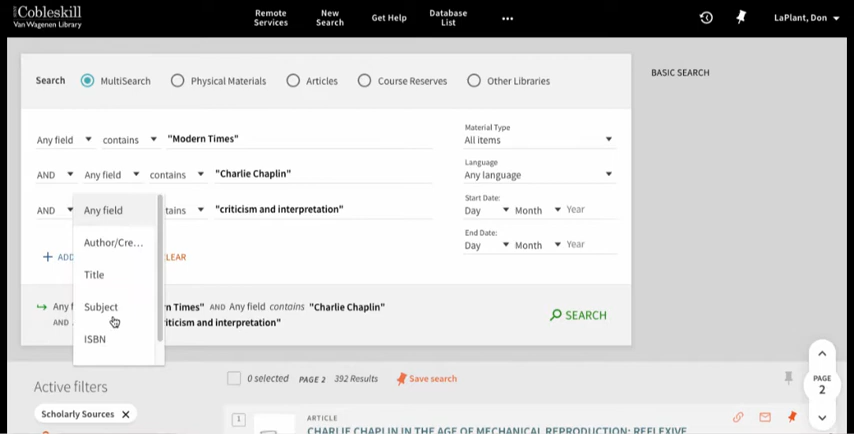 SUNY Cobleskill
Van Wagenen Library
Remote Services
New Search
Get Help
Database List
•••
LaPlant, Don
Search MultiSearch Physical Materials Articles Course Reserves Other Libraries
BASIC SEARCH
Any field contains "Modern Times"
AND Any field contains "Charlie Chaplin"
AND tains "criticism and interpretation"
Any field
Author/Cre...
Title
Subject
ISBN
+ ADD
LEAR
Material Type
All items
Language
Any language
Start Date:
Day Month Year
End Date:
Day Month Year
Any f n Times" AND Any field contains "Charlie Chaplin"
AND riticism and interpretation"
SEARCH
Active filters
Scholarly Sources X
0 selected PAGE 2 392 Results Save search
1 ARTICLE
CHARLIE CHAPLIN IN THE AGE OF MECHANICAL REPRODUCTION: REFLEXIVE
PAGE
2